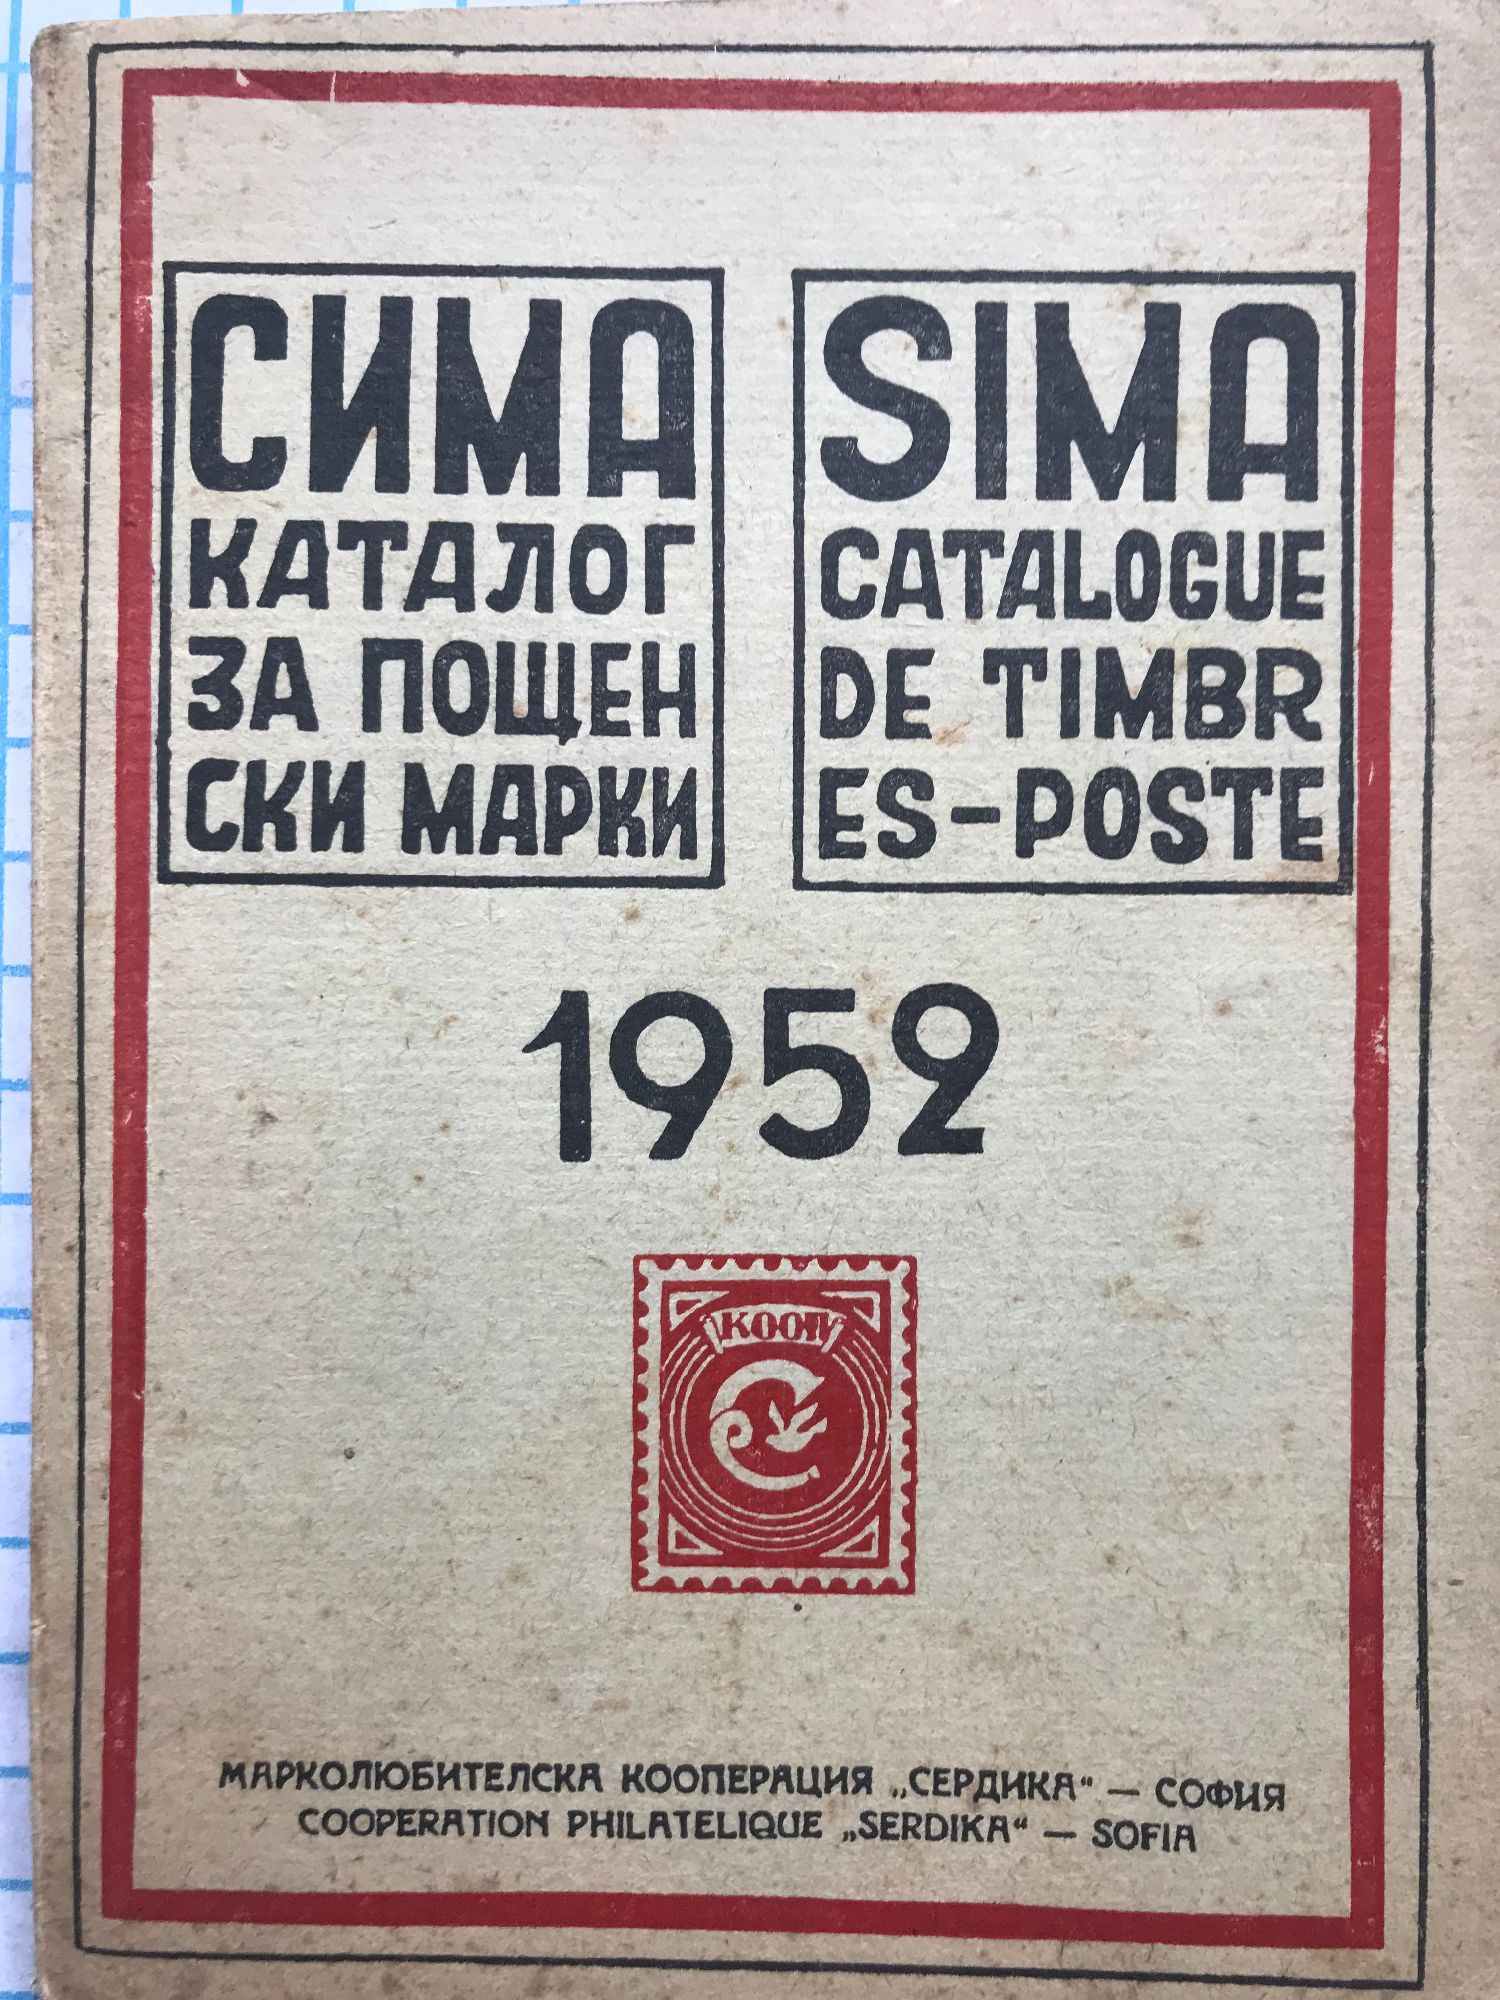 СИМА
КАТАЛОГ
ЗА ПОЩЕН
СКИ МАРКИ
SIMA
CATALOGUE
DE TIMBR
ES-POSTE
1952
КООП
МАРКОЛЮБИТЕЛСКА КООПЕРАЦИЯ „СЕРДИКА“ — СОФИЯ
COOPERATION PHILATELIQUE „SERDIKA“ — SOFIA